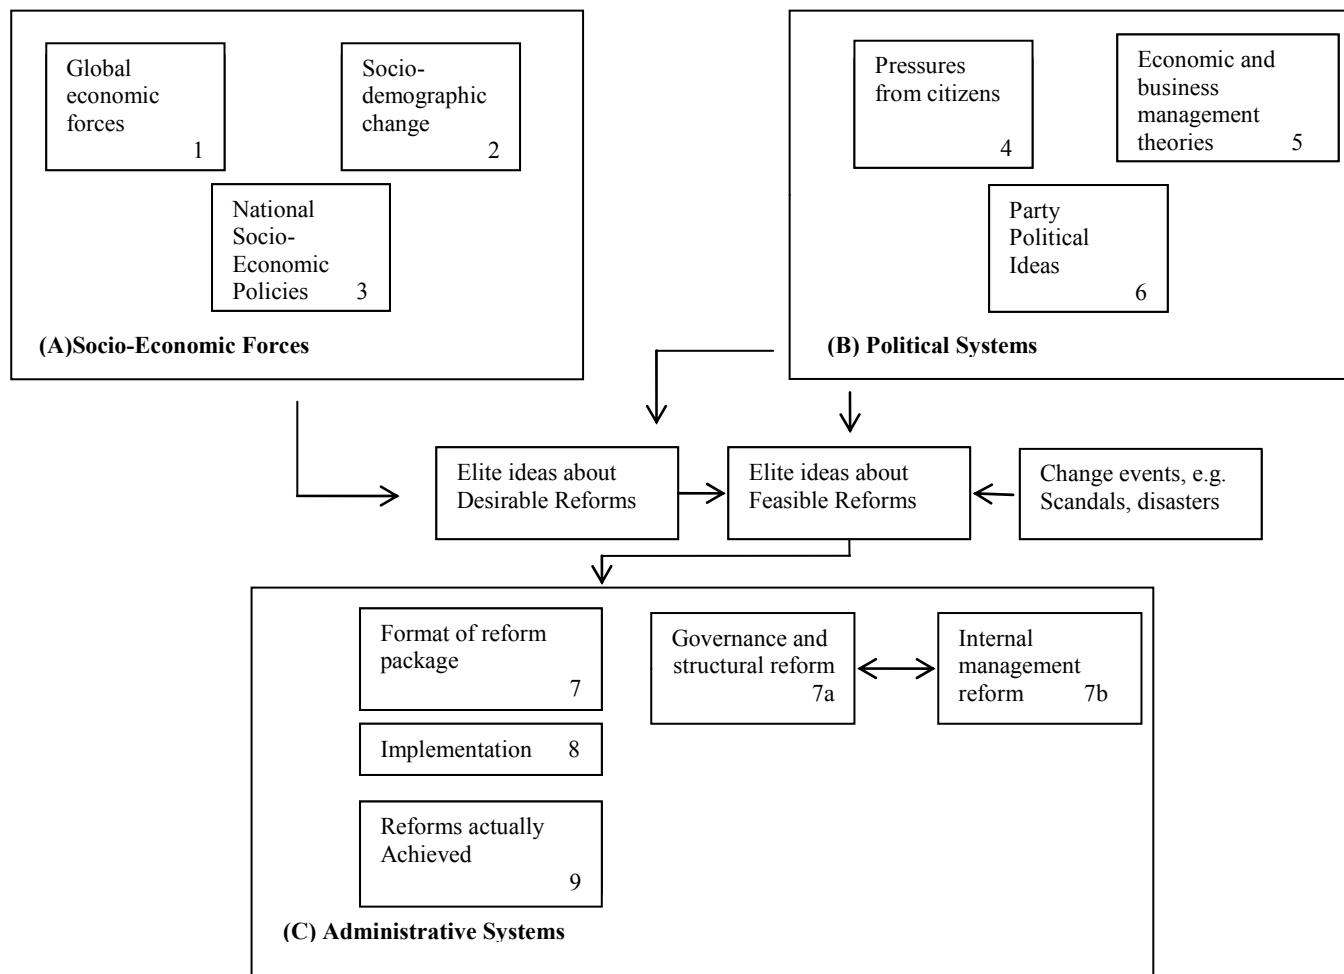 Global
economic
forces
1
Socio-
demographic
change
2
National
Socio-
Economic
Policies 3
(A)Socio-Economic Forces
Pressures
from citizens
4
Economic and
business
management
theories 5
Party
Political
Ideas
6
(B) Political Systems
Elite ideas about
Desirable Reforms
Elite ideas about
Feasible Reforms
Change events, e.g.
Scandals, disasters
Format of reform
package
7
Governance and
structural reform
7a
Internal
management
reform 7b
Implementation 8
Reforms actually
Achieved
9
(C) Administrative Systems